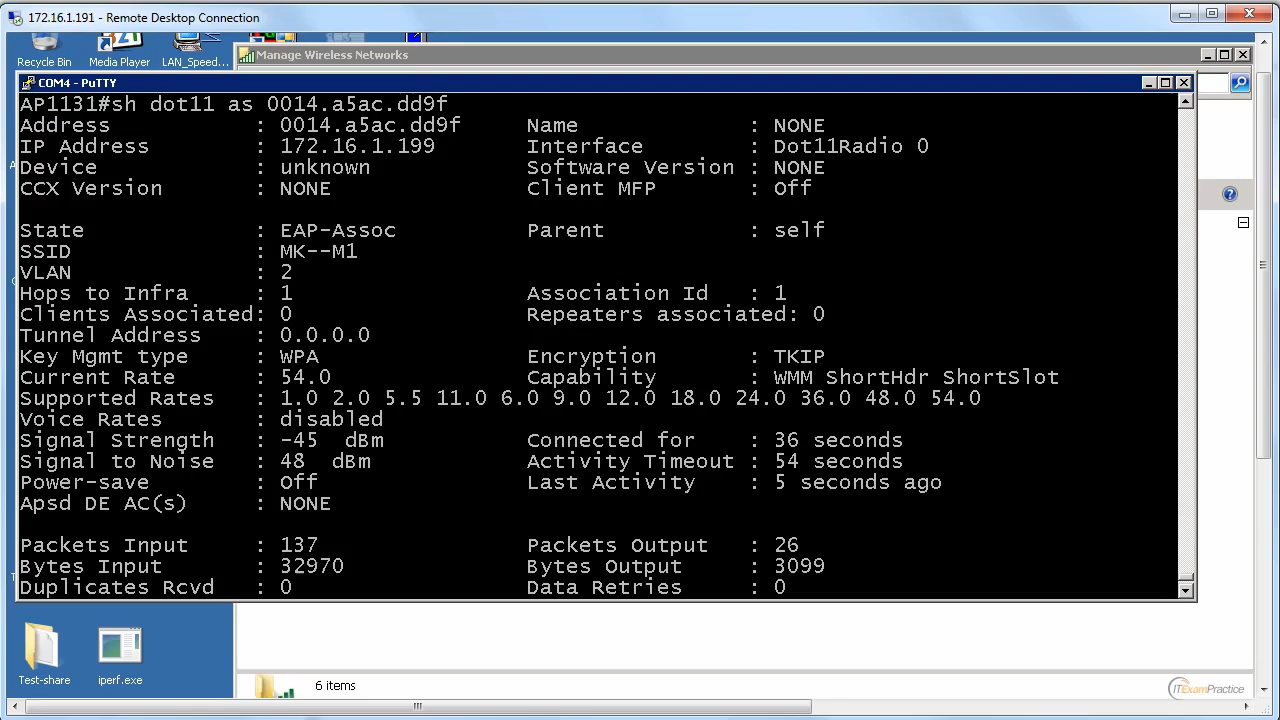 172.16.1.191 - Remote Desktop Connection
Recycle Bin
Media Player
LAN_Speed...
Manage Wireless Networks
COM4 - PuTTY
AP1131#sh dot11 as 0014.a5ac.dd9f
Address : 0014.a5ac.dd9f Name : NONE
IP Address : 172.16.1.199 Interface : Dot11Radio 0
Device : unknown Software Version : NONE
CCX Version : NONE Client MFP : Off
State : EAP-Assoc Parent : self
SSID : MK--M1
VLAN : 2
Hops to Infra : 1 Association Id : 1
Clients Associated: 0 Repeaters associated: 0
Tunnel Address : 0.0.0.0
Key Mgmt type : WPA Encryption : TKIP
Current Rate : 54.0 Capability : WMM ShortHdr ShortSlot
Supported Rates : 1.0 2.0 5.5 11.0 6.0 9.0 12.0 18.0 24.0 36.0 48.0 54.0
Voice Rates : disabled
Signal Strength : -45 dBm Connected for : 36 seconds
Signal to Noise : 48 dBm Activity Timeout : 54 seconds
Power-save : Off Last Activity : 5 seconds ago
Apsd DE AC(s) : NONE
Packets Input : 137 Packets Output : 26
Bytes Input : 32970 Bytes Output : 3099
Duplicates Rcvd : 0 Data Retries : 0
Test-share
iperf.exe
6 items
ITExamPractice